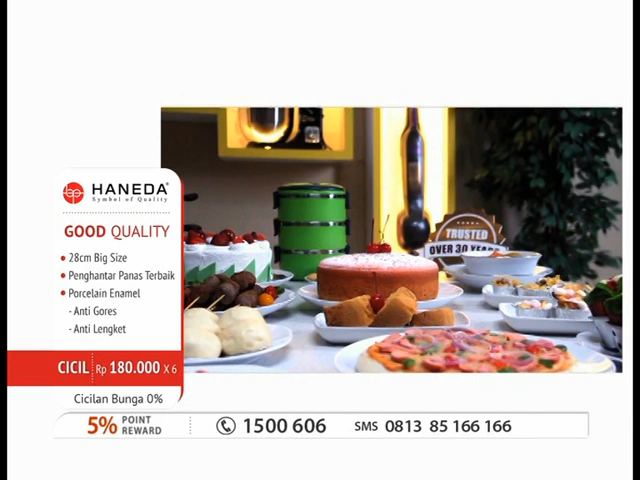 HANEDA®
Symbol of Quality
GOOD QUALITY
28cm Big Size
Penghantar Panas Terbaik
Porcelain Enamel
- Anti Gores
- Anti Lengket
CICIL Rp 180.000 X 6
Cicilan Bunga 0%
TRUSTED
OVER 30 YEARS
5% POINT REWARD
1500 606
SMS 0813 85 166 166